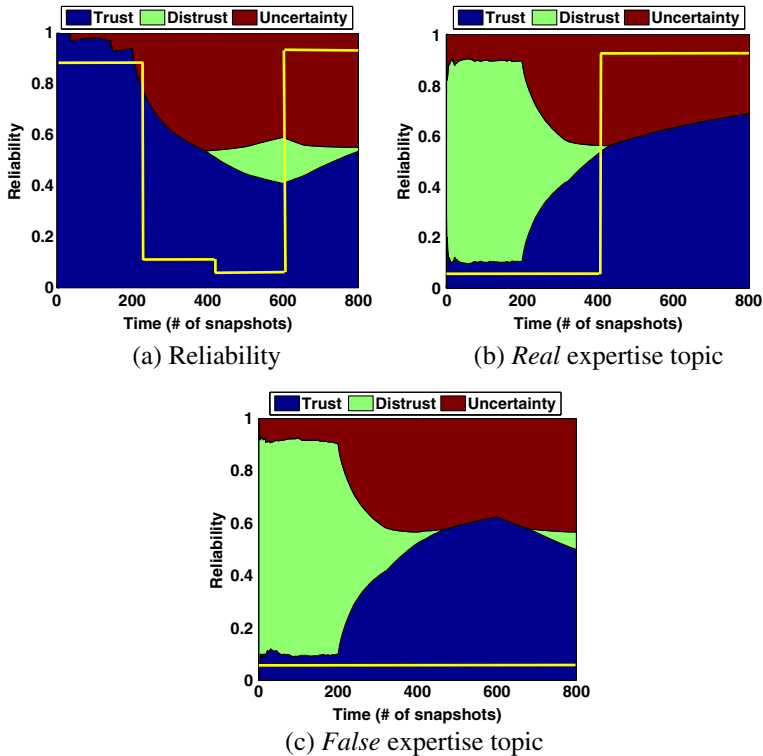 Trust Distrust Uncertainty
1
0.8
0.6
0.4
0.2
0
Reliability
0 200 400 600 800
Time (# of snapshots)
(a) Reliability
Trust Distrust Uncertainty
1
0.8
0.6
0.4
0.2
0
Reliability
0 200 400 600 800
Time (# of snapshots)
(b) Real expertise topic
Trust Distrust Uncertainty
1
0.8
0.6
0.4
0.2
0
Reliability
0 200 400 600 800
Time (# of snapshots)
(c) False expertise topic